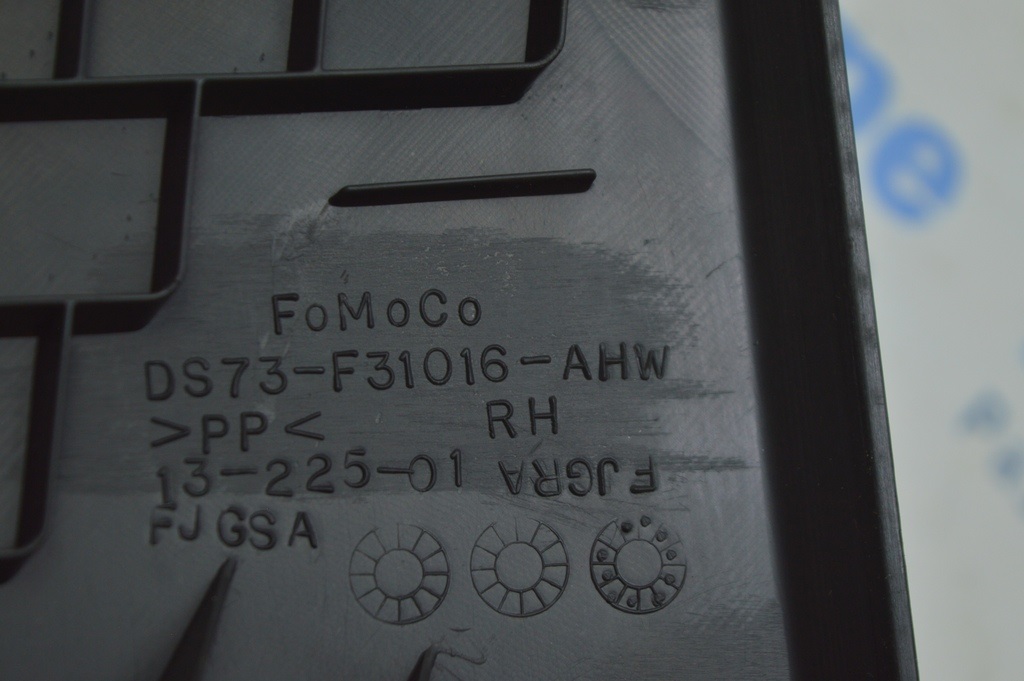 FoMoCo
DS73-F31016-AHW
>PP< RH
13-225-01 FJGRA
FJGSA